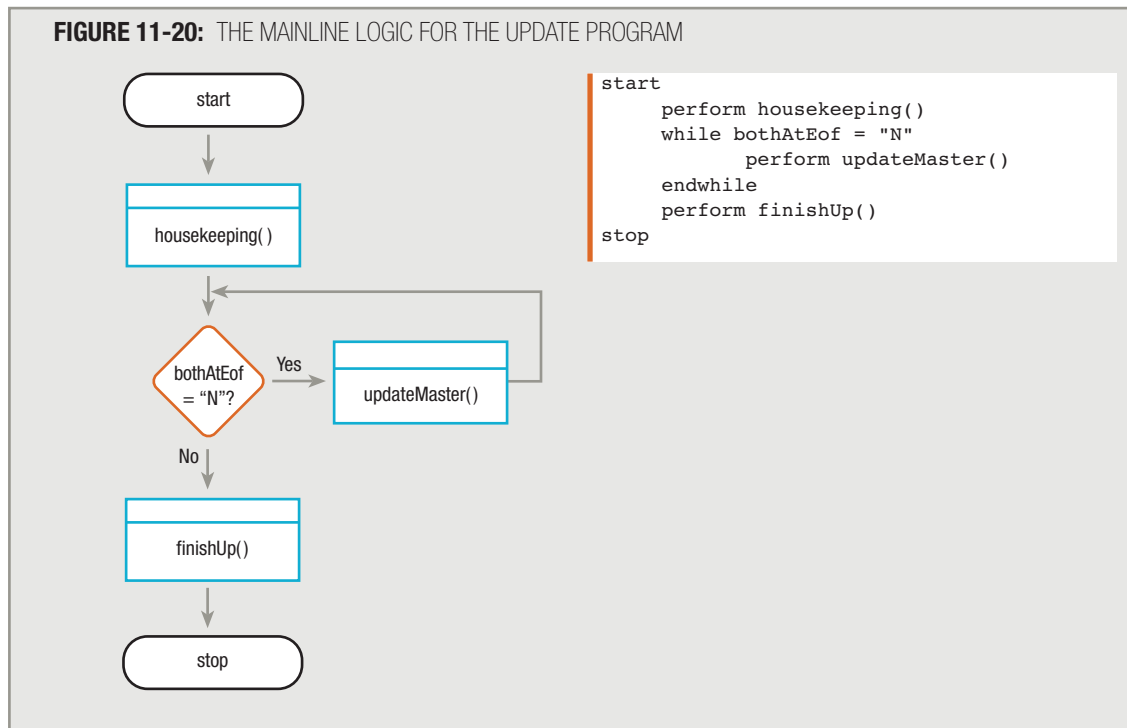 FIGURE 11-20: THE MAINLINE LOGIC FOR THE UPDATE PROGRAM
start
housekeeping( )
bothAtEof
= “N”?
Yes
updateMaster()
No
finishUp()
stop
start
perform housekeeping()
while bothAtEof = "N"
perform updateMaster()
endwhile
perform finishUp()
stop